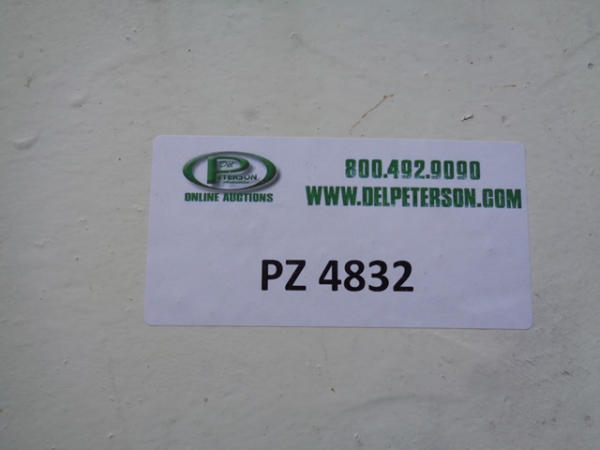 Del
PETERSON
ONLINE AUCTIONS
800.492.9090
WWW.DELPETERSON.COM
PZ 4832